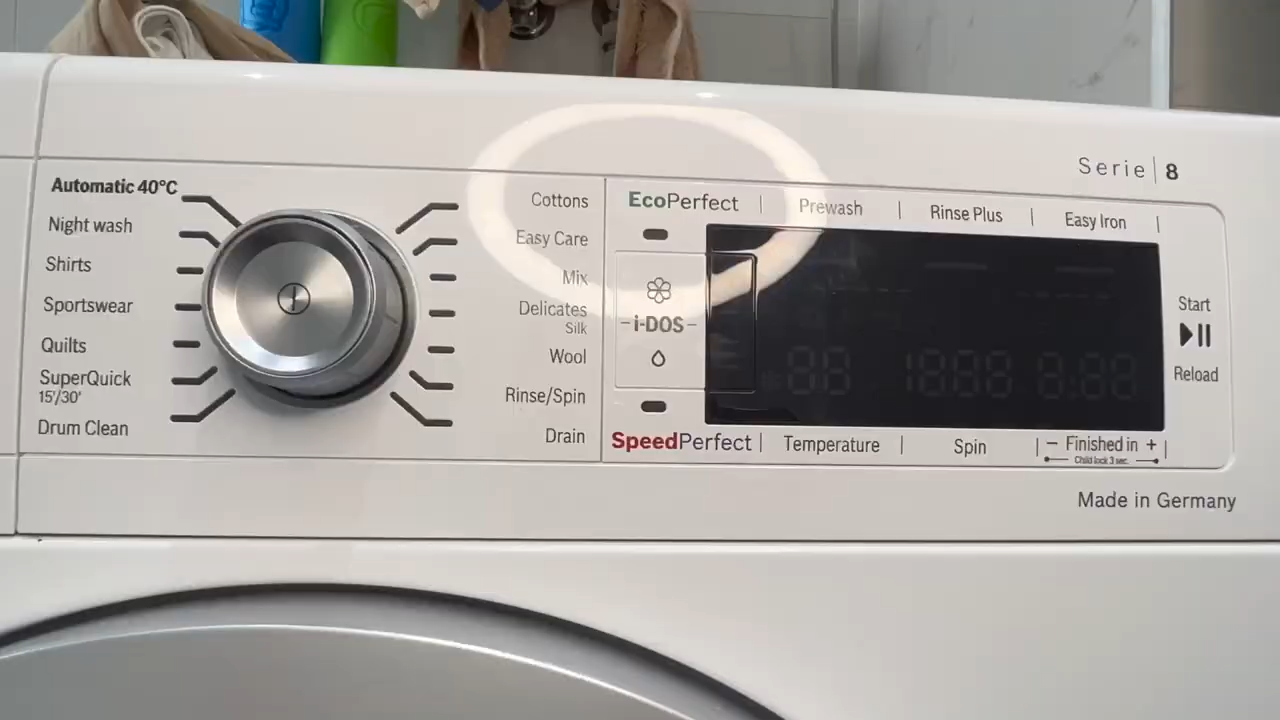 Serie | 8
Automatic 40°C
Night wash
Shirts
Sportswear
Quilts
SuperQuick
15'/30'
Drum Clean
Cottons
Easy Care
Mix
Delicates
Silk
Wool
Rinse/Spin
Drain
EcoPerfect | Prewash | Rinse Plus | Easy Iron |
i-DOS
SpeedPerfect | Temperature | Spin | − Finished in + |
Child lock 3 sec.
Start
Reload
Made in Germany